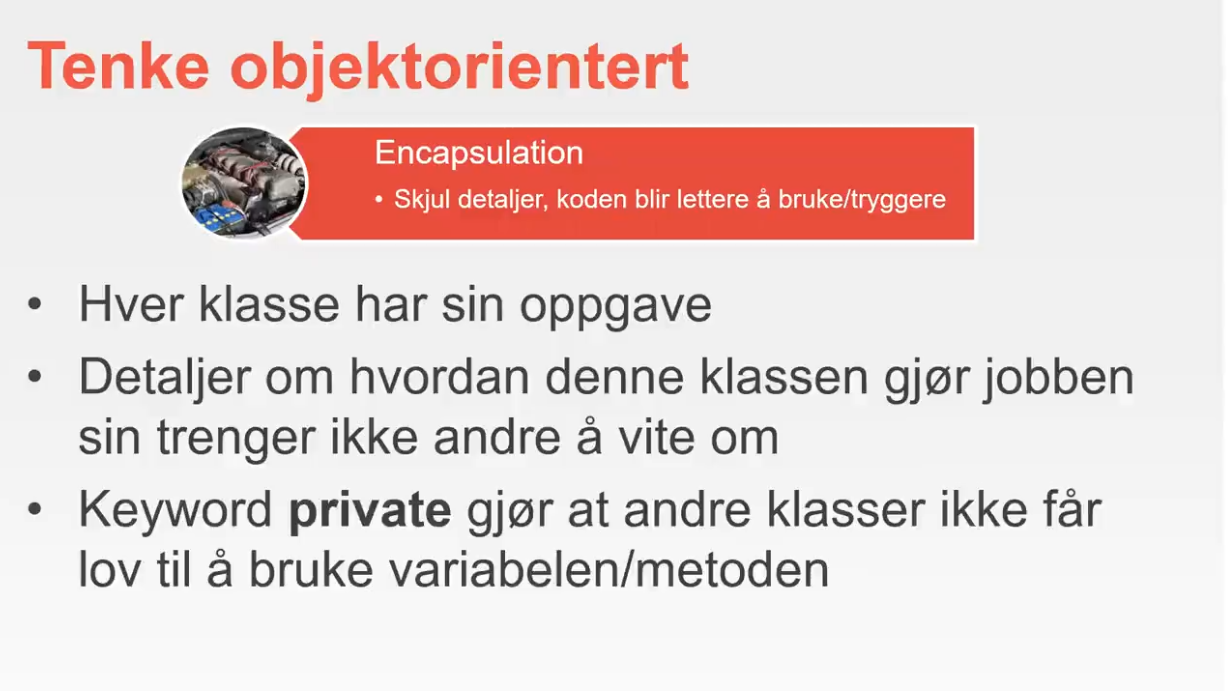 Tenke objektorientert
Encapsulation
• Skjul detaljer, koden blir lettere å bruke/tryggere
• Hver klasse har sin oppgave
• Detaljer om hvordan denne klassen gjør jobben
sin trenger ikke andre å vite om
• Keyword private gjør at andre klasser ikke får
lov til å bruke variabelen/metoden